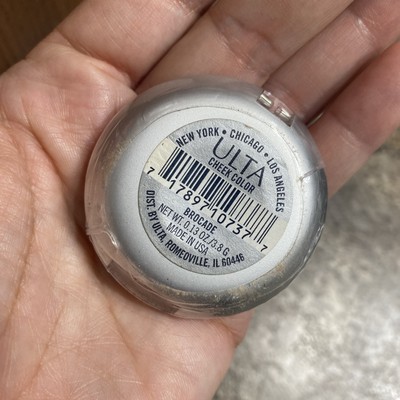 NEW YORK • CHICAGO • LOS ANGELES
ULTA
CHEEK COLOR
7 17897 10737 7
BROCADE
NET WT. 0.13 OZ/3.8 G
MADE IN USA
DIST. BY ULTA, ROMEDVILLE, IL 60446